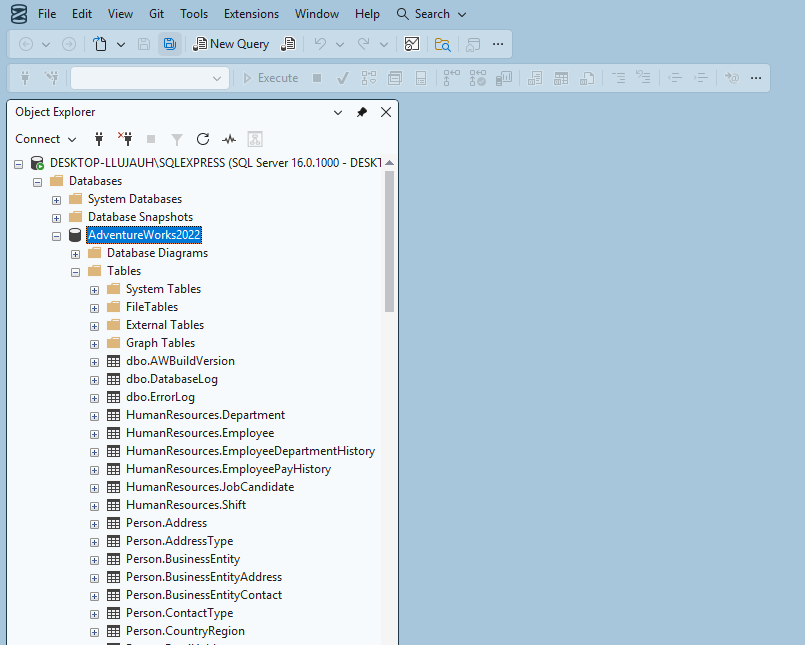 File Edit View Git Tools Extensions Window Help Search
New Query
Execute
Object Explorer
Connect
DESKTOP-LLUJAUH\SQLEXPRESS (SQL Server 16.0.1000 - DESKT
Databases
System Databases
Database Snapshots
AdventureWorks2022
Database Diagrams
Tables
System Tables
FileTables
External Tables
Graph Tables
dbo.AWBuildVersion
dbo.DatabaseLog
dbo.ErrorLog
HumanResources.Department
HumanResources.Employee
HumanResources.EmployeeDepartmentHistory
HumanResources.EmployeePayHistory
HumanResources.JobCandidate
HumanResources.Shift
Person.Address
Person.AddressType
Person.BusinessEntity
Person.BusinessEntityAddress
Person.BusinessEntityContact
Person.ContactType
Person.CountryRegion